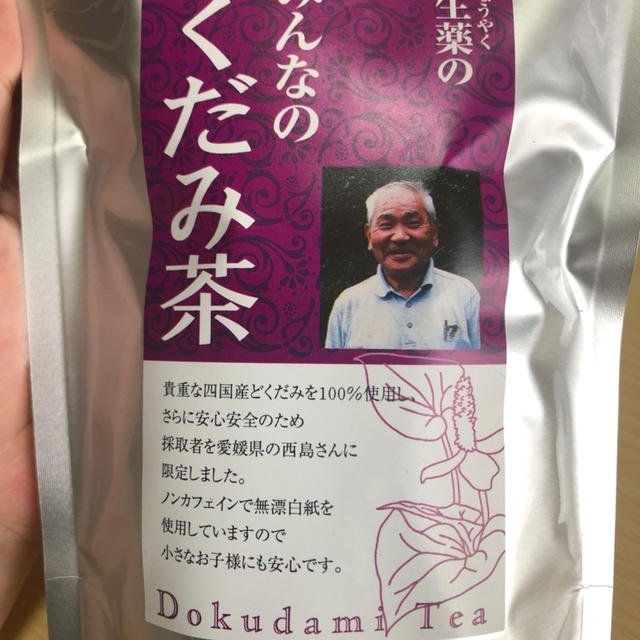 うやく
生薬の
みんなの
くだみ茶
貴重な四国産どくだみを100%使用し、
さらに安心安全のため
採取者を愛媛県の西島さんに
限定しました。
ノンカフェインで無漂白紙を
使用していますので
小さなお子様にも安心です。
Dokudami Tea